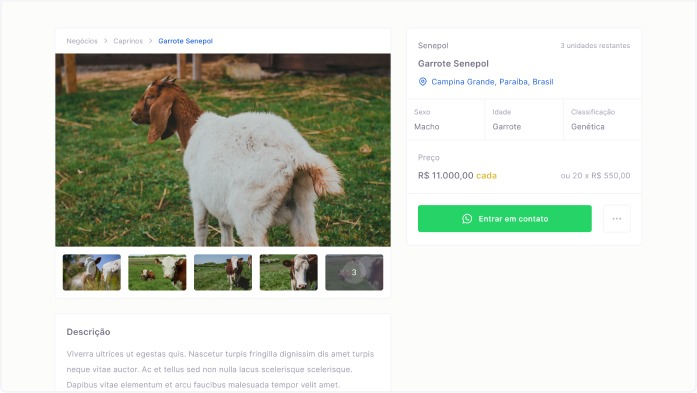 Negócios > Caprinos > Garrote Senepol
3
Descrição
Viverra ultrices ut egestas quis. Nascetur turpis fringilla dignissim dis amet turpis
neque vitae auctor. Ac et tellus sed non nulla lacus scelerisque scelerisque.
Dapibus vitae elementum et arcu faucibus malesuada tempor velit amet.
Senepol
3 unidades restantes
Garrote Senepol
Campina Grande, Paraíba, Brasil
Sexo
Macho
Idade
Garrote
Classificação
Genética
Preço
R$ 11.000,00 cada
ou 20 x R$ 550,00
Entrar em contato